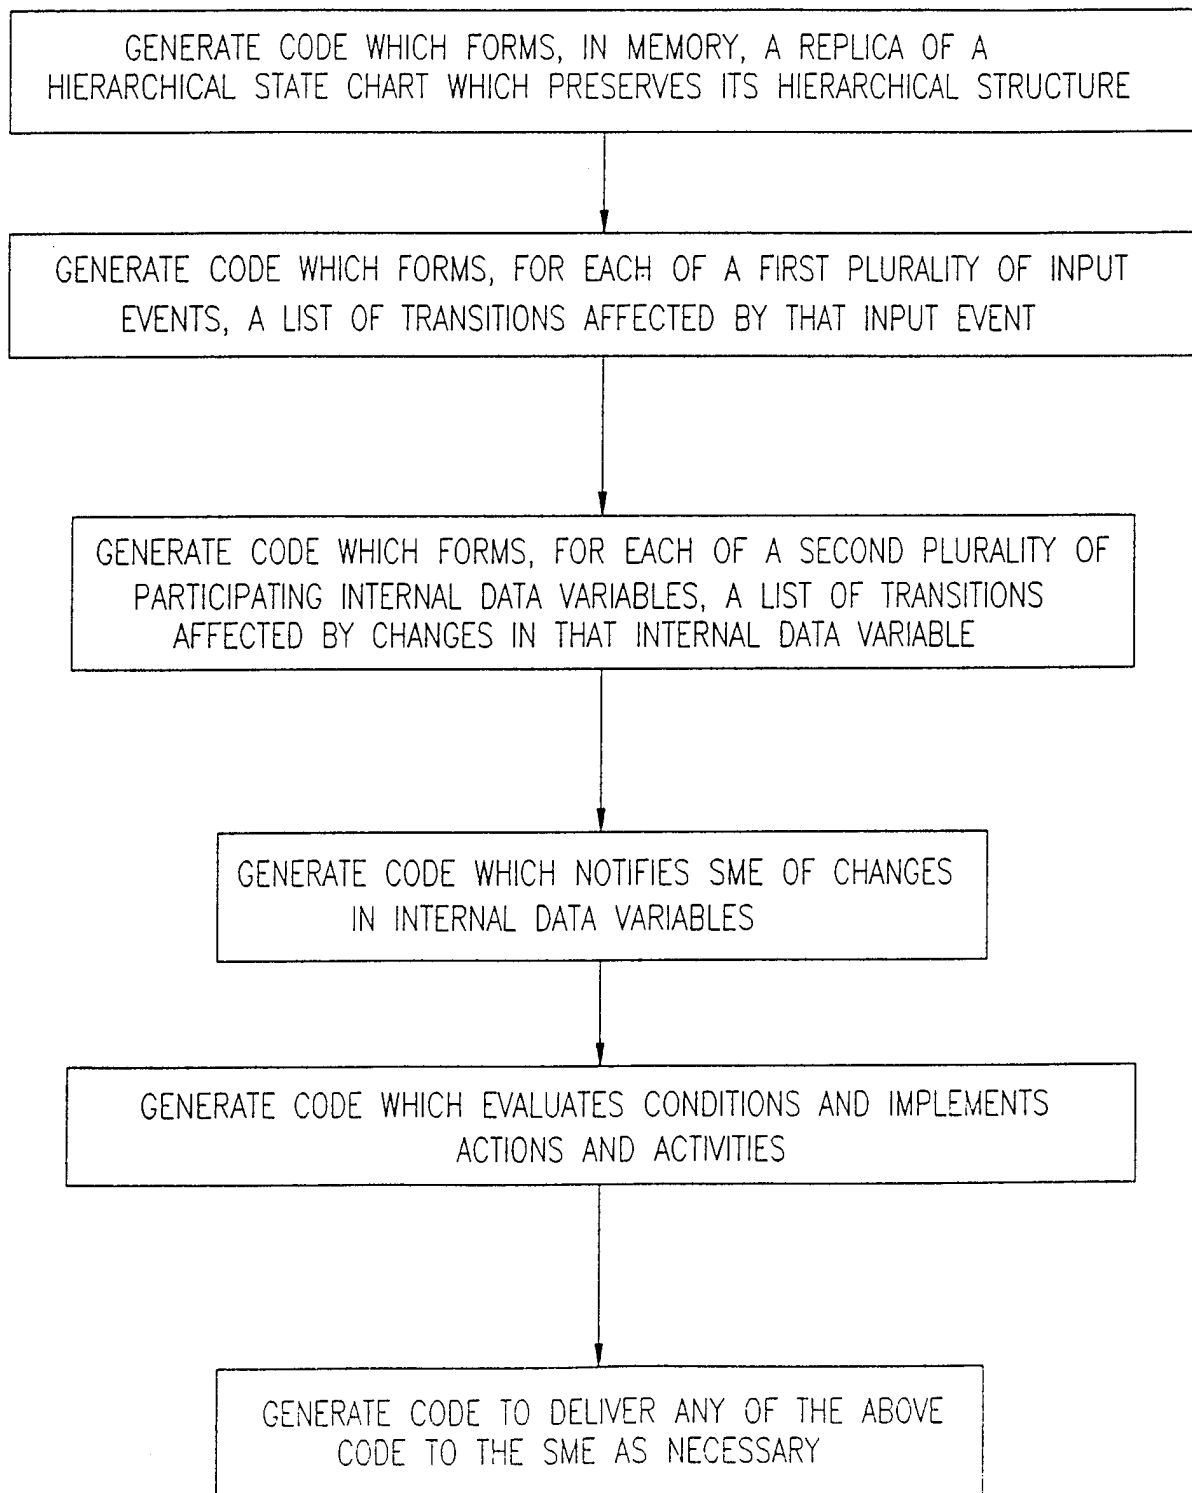 GENERATE CODE WHICH FORMS, IN MEMORY, A REPLICA OF A
HIERARCHICAL STATE CHART WHICH PRESERVES ITS HIERARCHICAL STRUCTURE
GENERATE CODE WHICH FORMS, FOR EACH OF A FIRST PLURALITY OF INPUT
EVENTS, A LIST OF TRANSITIONS AFFECTED BY THAT INPUT EVENT
GENERATE CODE WHICH FORMS, FOR EACH OF A SECOND PLURALITY OF
PARTICIPATING INTERNAL DATA VARIABLES, A LIST OF TRANSITIONS
AFFECTED BY CHANGES IN THAT INTERNAL DATA VARIABLE
GENERATE CODE WHICH NOTIFIES SME OF CHANGES
IN INTERNAL DATA VARIABLES
GENERATE CODE WHICH EVALUATES CONDITIONS AND IMPLEMENTS
ACTIONS AND ACTIVITIES
GENERATE CODE TO DELIVER ANY OF THE ABOVE
CODE TO THE SME AS NECESSARY